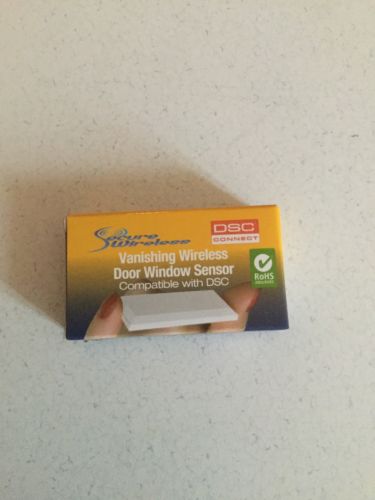 Secure
Wireless
DSC
CONNECT
Vanishing Wireless
Door Window Sensor
Compatible with DSC
RoHS